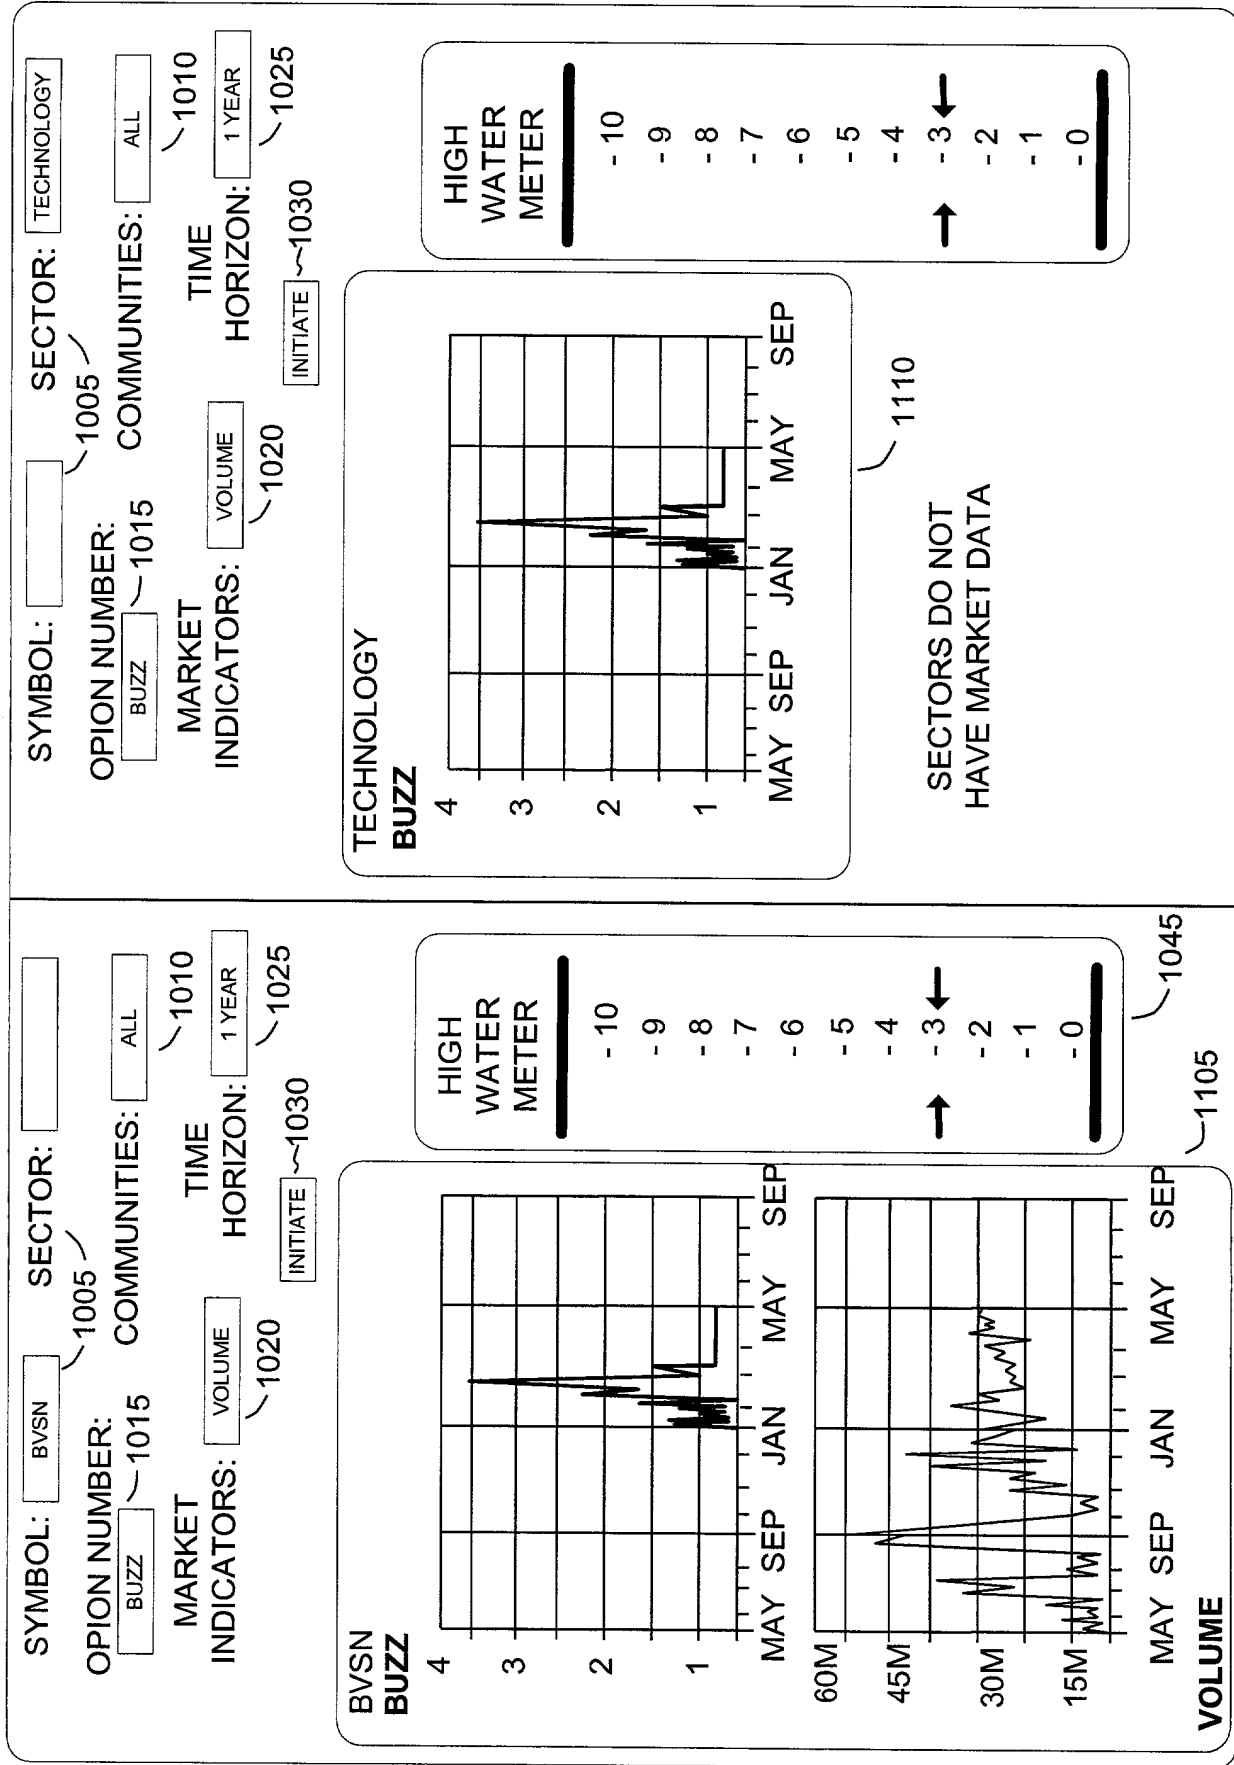 SYMBOL: BVSN SECTOR:
1005
OPION NUMBER: COMMUNITIES: ALL
BUZZ 1015 1010
MARKET TIME
INDICATORS: VOLUME HORIZON: 1 YEAR
1020 1025
INITIATE 1030
BVSN
BUZZ
4
3
2
1
MAY SEP JAN MAY SEP
60M
45M
30M
15M
MAY SEP JAN MAY SEP
VOLUME
HIGH
WATER
METER
- 10
- 9
- 8
- 7
- 6
- 5
- 4
- 3
- 2
- 1
- 0
1045
1105
SYMBOL: SECTOR: TECHNOLOGY
1005
OPION NUMBER: COMMUNITIES: ALL
BUZZ 1015 1010
MARKET TIME
INDICATORS: VOLUME HORIZON: 1 YEAR
1020 1025
INITIATE 1030
TECHNOLOGY
BUZZ
4
3
2
1
MAY SEP JAN MAY SEP
1110
SECTORS DO NOT
HAVE MARKET DATA
HIGH
WATER
METER
- 10
- 9
- 8
- 7
- 6
- 5
- 4
- 3
- 2
- 1
- 0